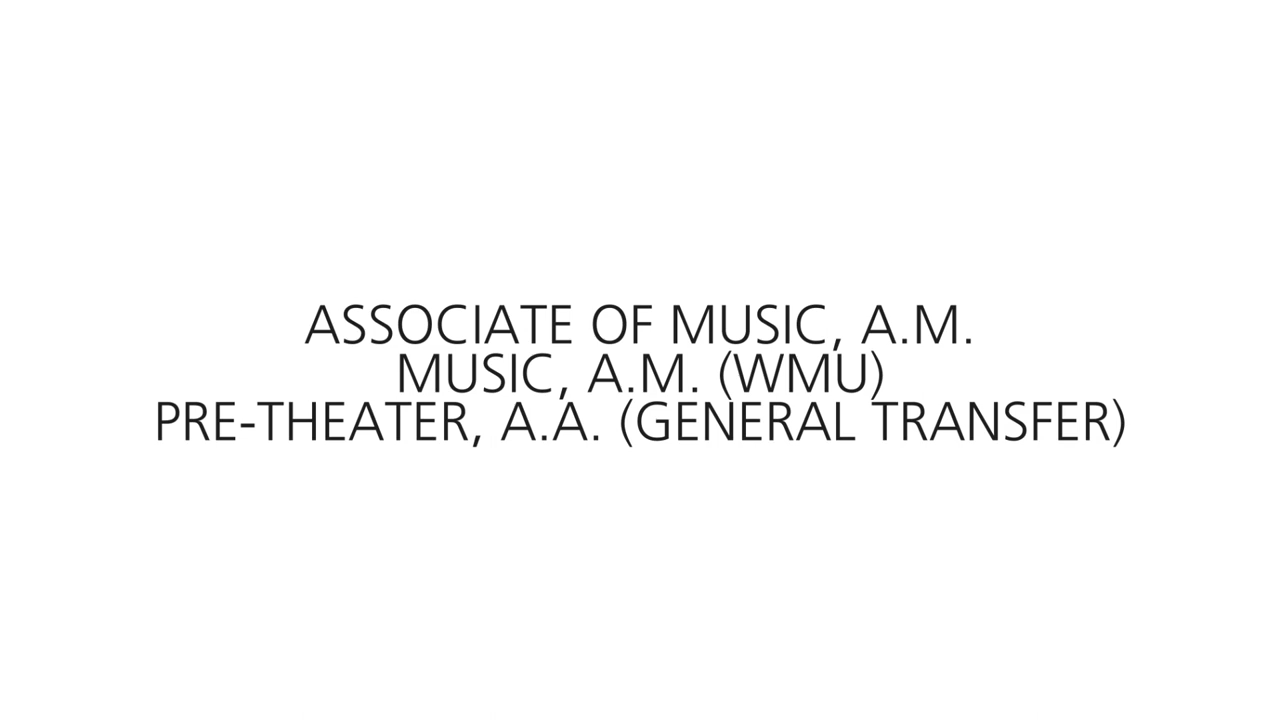 ASSOCIATE OF MUSIC, A.M.
MUSIC, A.M. (WMU)
PRE-THEATER, A.A. (GENERAL TRANSFER)